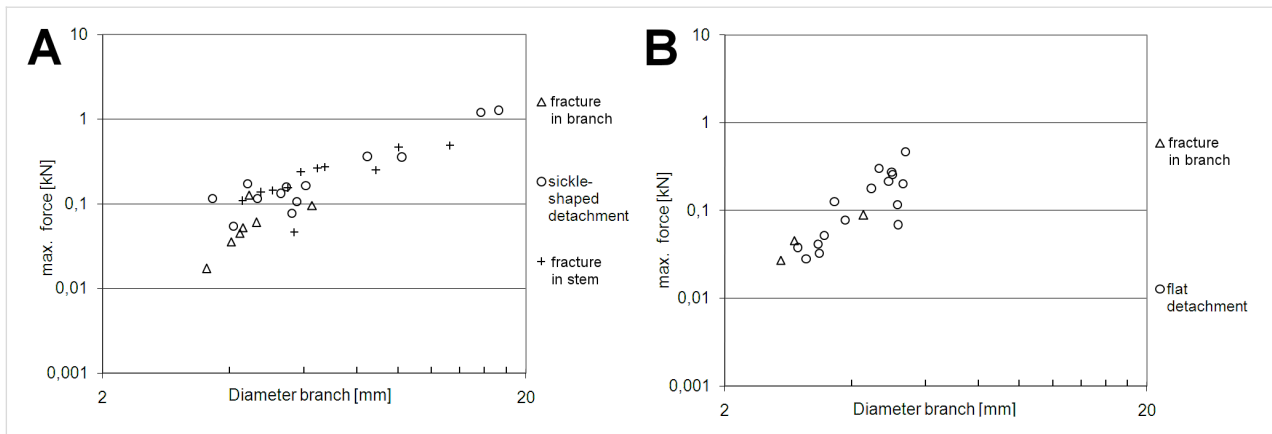 A
10
1
0,1
0,01
0,001
max. force [kN]
2
20
Diameter branch [mm]
fracture
in branch
sickle-
shaped
detachment
fracture
in stem
B
10
1
0,1
0,01
0,001
max. force [kN]
2
20
Diameter branch [mm]
fracture
in branch
flat
detachment